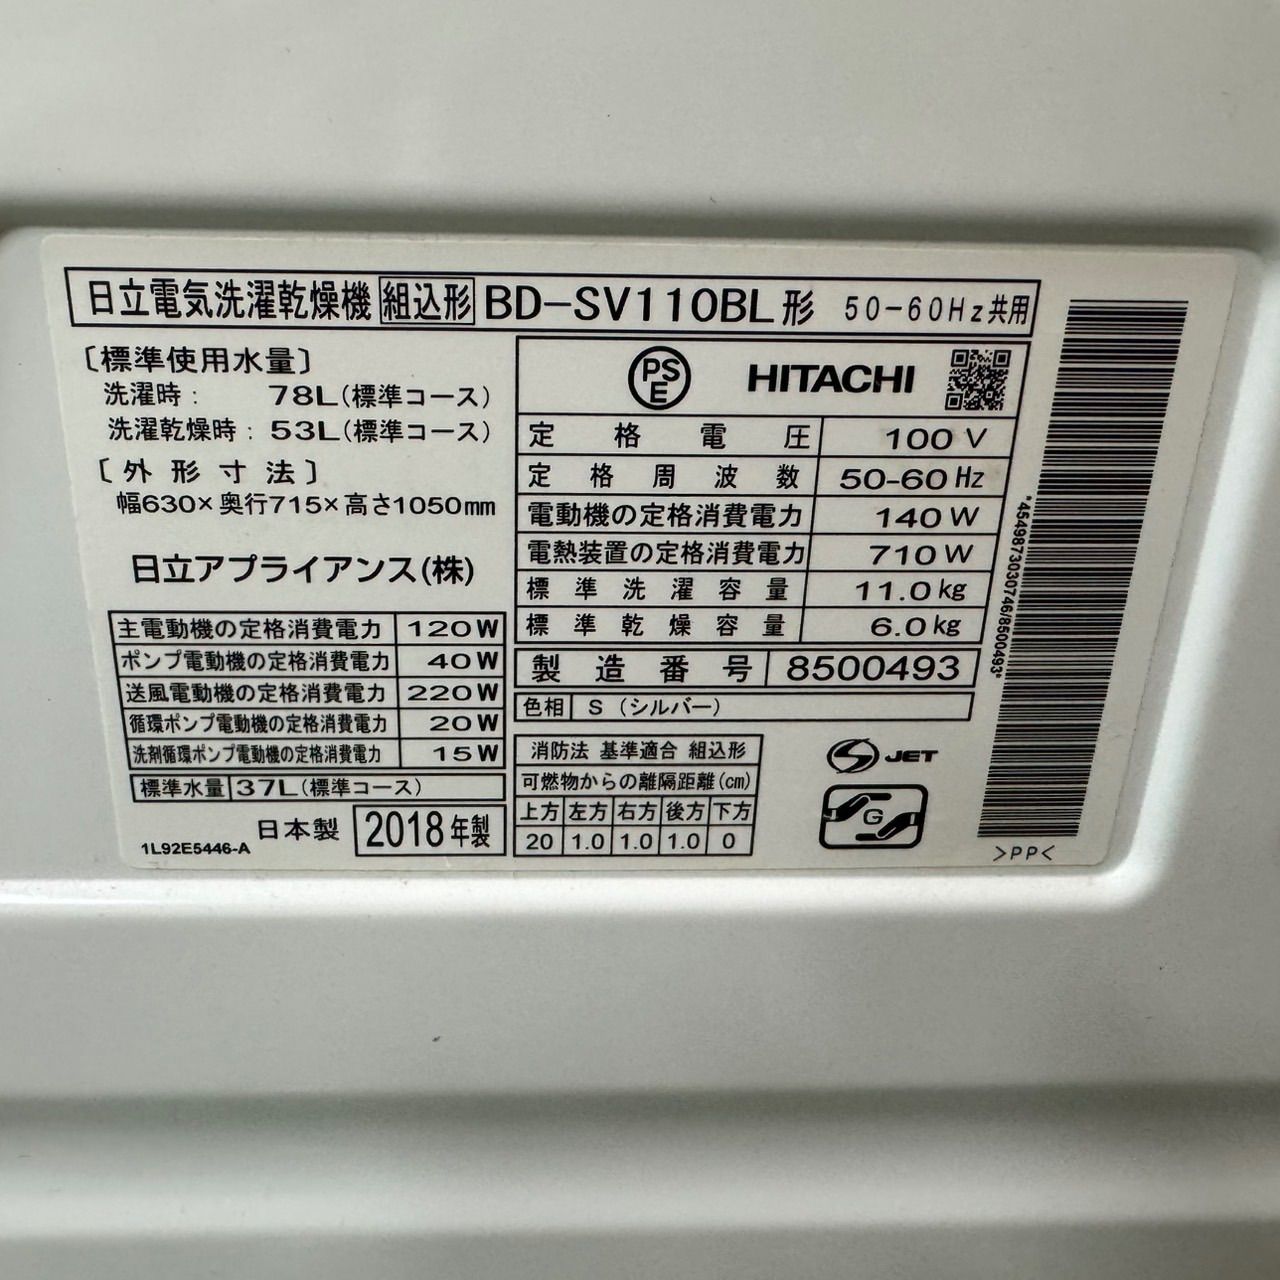 日立電気洗濯乾燥機 組込形 BD-SV110BL形 50-60Hz共用
〔標準使用水量〕
洗濯時: 78L(標準コース)
洗濯乾燥時: 53L(標準コース)
〔外形寸法〕
幅630×奥行715×高さ1050mm
日立アプライアンス(株)
主電動機の定格消費電力 120W
ポンプ電動機の定格消費電力 40W
送風電動機の定格消費電力 220W
循環ポンプ電動機の定格消費電力 20W
洗剤循環ポンプ電動機の定格消費電力 15W
標準水量 37L(標準コース)
日本製 2018年製
1L92E5446-A
PSE HITACHI
定格電圧 100V
定格周波数 50-60Hz
電動機の定格消費電力 140W
電熱装置の定格消費電力 710W
標準洗濯容量 11.0kg
標準乾燥容量 6.0kg
製造番号 8500493
色相 S(シルバー)
消防法 基準適合 組込形
可燃物からの離隔距離(cm)
上方 左方 右方 後方 下方
20 1.0 1.0 1.0 0
S JET
G
*4549873030746/8500493*
>PP<